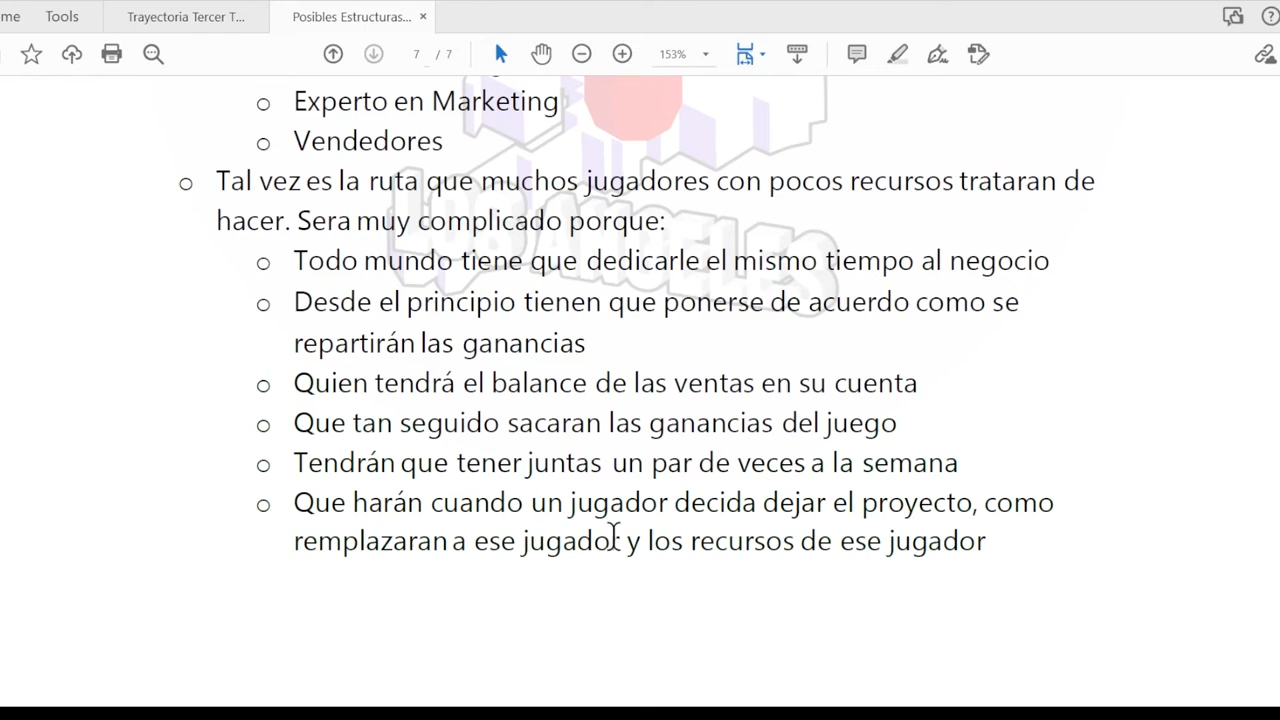 me Tools Trayectoria Tercer T... Posibles Estructuras... ×
7 / 7 153%
o Experto en Marketing
o Vendedores
o Tal vez es la ruta que muchos jugadores con pocos recursos trataran de
hacer. Sera muy complicado porque:
o Todo mundo tiene que dedicarle el mismo tiempo al negocio
o Desde el principio tienen que ponerse de acuerdo como se
repartirán las ganancias
o Quien tendrá el balance de las ventas en su cuenta
o Que tan seguido sacaran las ganancias del juego
o Tendrán que tener juntas un par de veces a la semana
o Que harán cuando un jugador decida dejar el proyecto, como
remplazaran a ese jugador y los recursos de ese jugador
LOS ANGELES